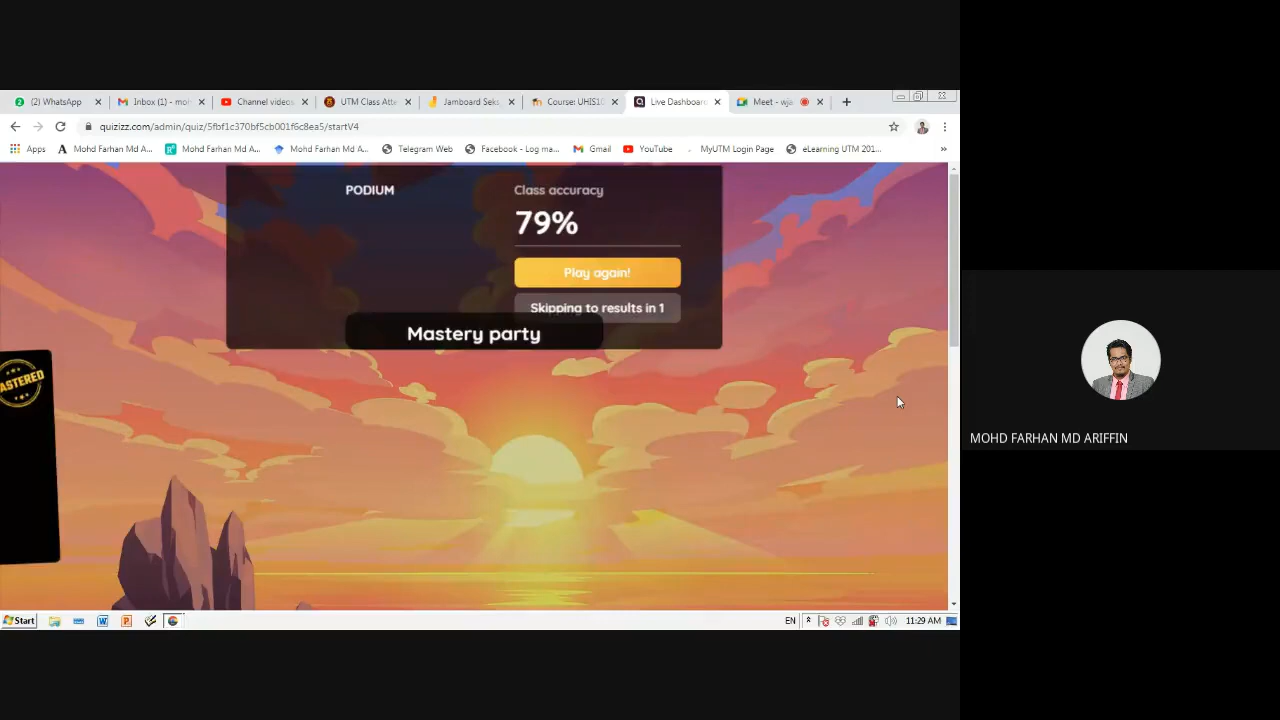 (2) WhatsApp
Inbox (1) - moh
Channel videos
UTM Class Atte
Jamboard Seks
Course: UHIS10
Live Dashboard
Meet - wja
quizizz.com/admin/quiz/5fbf1c370bf5cb001f6c8ea5/startV4
Apps
Mohd Farhan Md A...
Mohd Farhan Md A...
Mohd Farhan Md A...
Telegram Web
Facebook - Log ma...
Gmail
YouTube
MyUTM Login Page
eLearning UTM 201...
PODIUM
Class accuracy
79%
Play again!
Skipping to results in 1
Mastery party
ASTERED
MOHD FARHAN MD ARIFFIN
Start
EN
11:29 AM